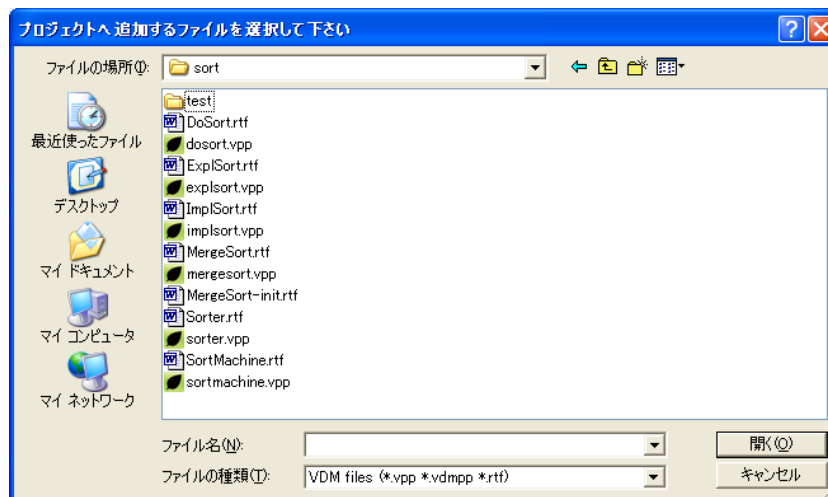 プロジェクトへ追加するファイルを選択して下さい
ファイルの場所(I):
sort
最近使ったファイル
デスクトップ
マイ ドキュメント
マイ コンピュータ
マイ ネットワーク
test
DoSort.rtf
dosort.vpp
ExplSort.rtf
explsort.vpp
ImplSort.rtf
implsort.vpp
MergeSort.rtf
mergesort.vpp
MergeSort-init.rtf
Sorter.rtf
sorter.vpp
SortMachine.rtf
sortmachine.vpp
ファイル名(N):
開く(O)
ファイルの種類(T):
VDM files (*.vpp *.vdmpp *.rtf)
キャンセル